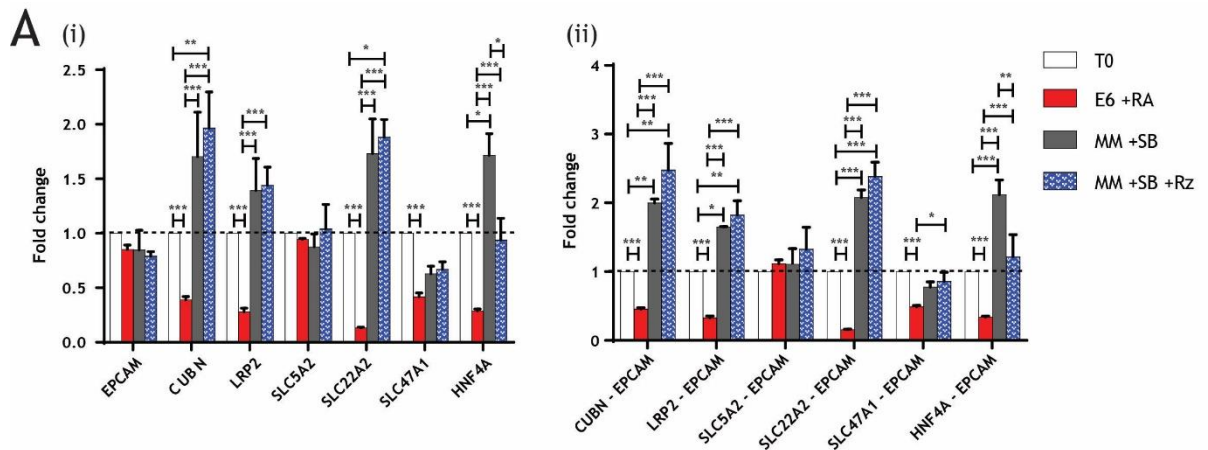 A (i)
Fold change
2.5
2.0
1.5
1.0
0.5
0.0
** *** ***
*** ***
* *** ***
* *** *** *
*** *** *** *** ***
EPCAM CUBN LRP2 SLC5A2 SLC22A2 SLC47A1 HNF4A
(ii)
Fold change
4
3
2
1
0
*** *** ** ** ***
*** *** ** * ***
*** *** *** *** ***
* ***
** *** *** *** ***
CUBN - EPCAM LRP2 - EPCAM SLC5A2 - EPCAM SLC22A2 - EPCAM SLC47A1 - EPCAM HNF4A - EPCAM
T0
E6 +RA
MM +SB
MM +SB +Rz